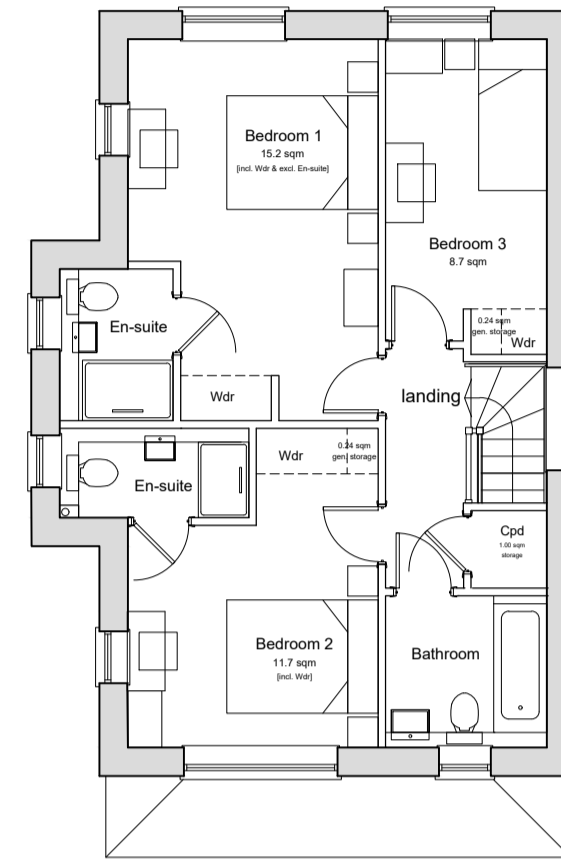 Bedroom 1
15.2 sqm
[incl. Wdr & excl. En-suite]
Bedroom 3
8.7 sqm
En-suite
0.24 sqm
gen. storage
Wdr
Wdr
landing
Wdr
0.24 sqm
gen. storage
En-suite
Cpd
1.00 sqm
storage
Bedroom 2
11.7 sqm
[incl. Wdr]
Bathroom